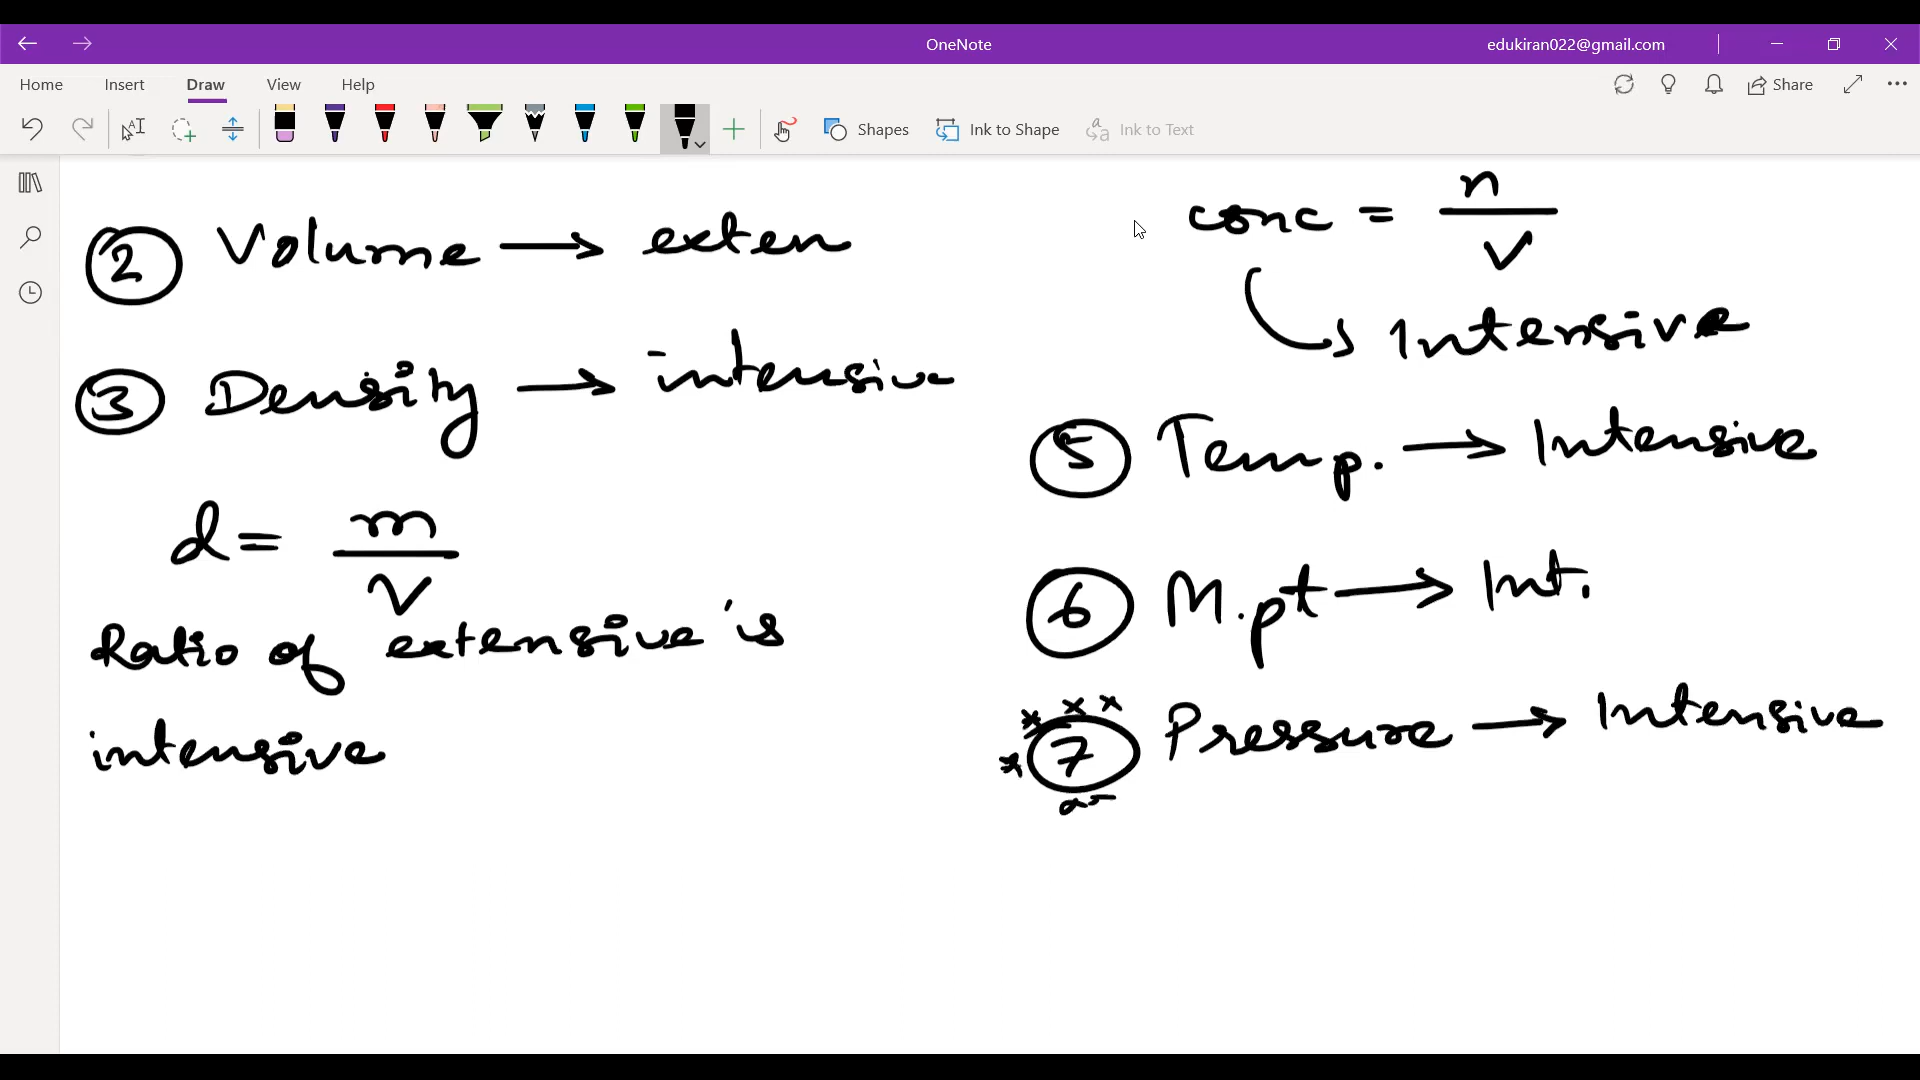 OneNote
edukiran022@gmail.com
Home Insert Draw View Help
Share
Shapes
Ink to Shape
Ink to Text
② Volume → exten
③ Density → intensive
d = m
V
Ratio of extensive is
intensive
conc = n
V
Intensive
⑤ Temp. → Intensive
⑥ M.pt → Int.
⑦ Pressure → Intensive